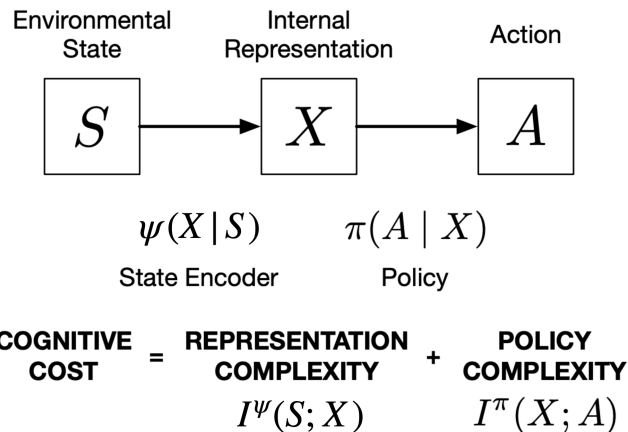 Environmental State
Internal Representation
Action
S
X
A
ψ(X|S)
π(A | X)
State Encoder
Policy
COGNITIVE COST = REPRESENTATION COMPLEXITY + POLICY COMPLEXITY
I^ψ(S; X)
I^π(X; A)